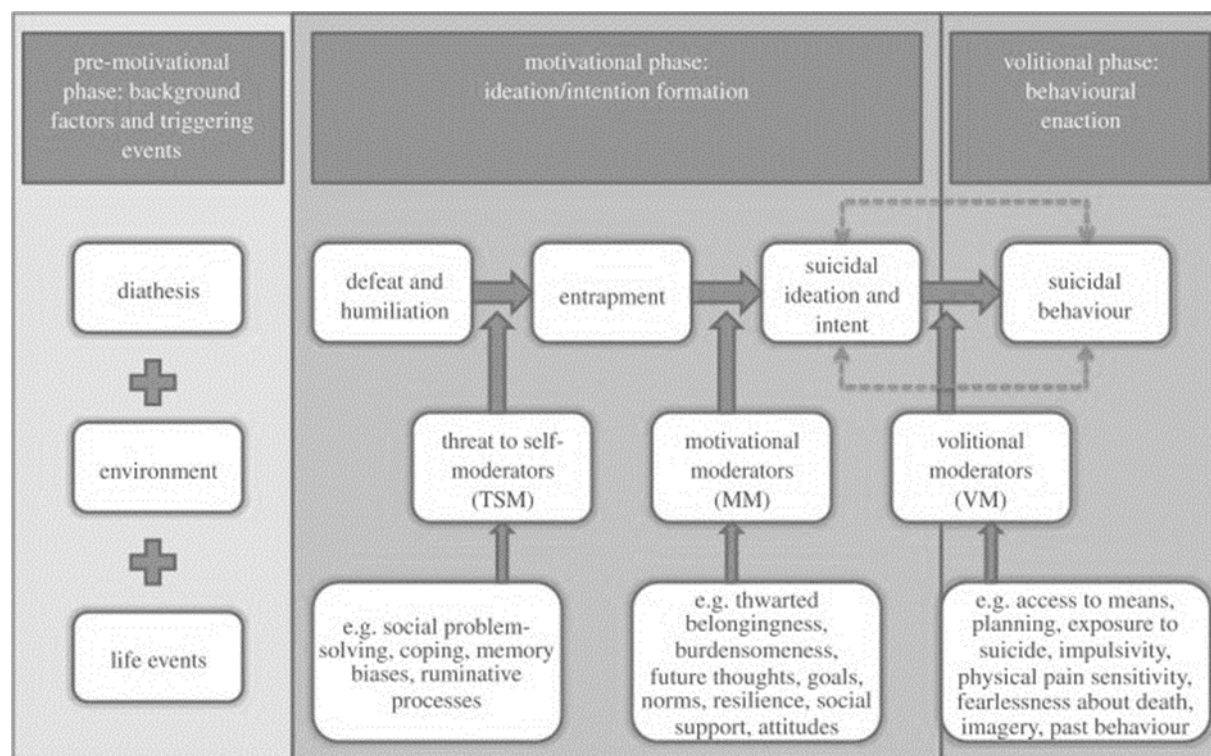 pre-motivational
phase: background
factors and triggering
events
motivational phase:
ideation/intention formation
volitional phase:
behavioural
enaction
diathesis
environment
life events
defeat and
humiliation
entrapment
suicidal
ideation and
intent
suicidal
behaviour
threat to self-
moderators
(TSM)
motivational
moderators
(MM)
volitional
moderators
(VM)
e.g. social problem-
solving, coping, memory
biases, ruminative
processes
e.g. thwarted
belongingness,
burdensomeness,
future thoughts, goals,
norms, resilience, social
support, attitudes
e.g. access to means,
planning, exposure to
suicide, impulsivity,
physical pain sensitivity,
fearlessness about death,
imagery, past behaviour